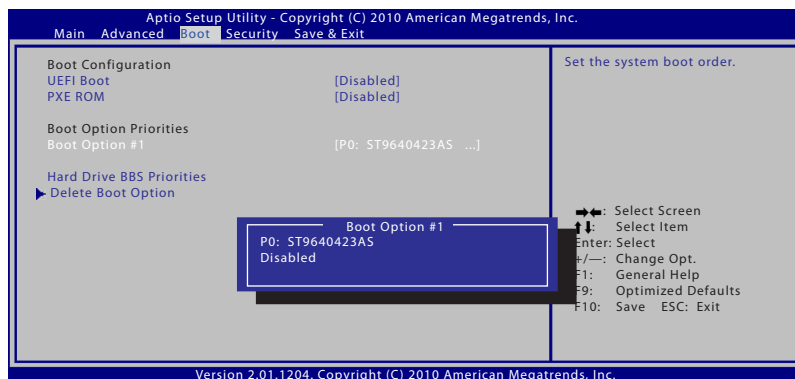 Aptio Setup Utility - Copyright (C) 2010 American Megatrends, Inc.
Main Advanced Boot Security Save & Exit
Boot Configuration
UEFI Boot [Disabled]
PXE ROM [Disabled]
Boot Option Priorities
Boot Option #1 [P0: ST9640423AS ...]
Hard Drive BBS Priorities
Delete Boot Option
Boot Option #1
P0: ST9640423AS
Disabled
Set the system boot order.
→←: Select Screen
↑↓: Select Item
Enter: Select
+/—: Change Opt.
F1: General Help
F9: Optimized Defaults
F10: Save ESC: Exit
Version 2.01.1204. Copyright (C) 2010 American Megatrends, Inc.